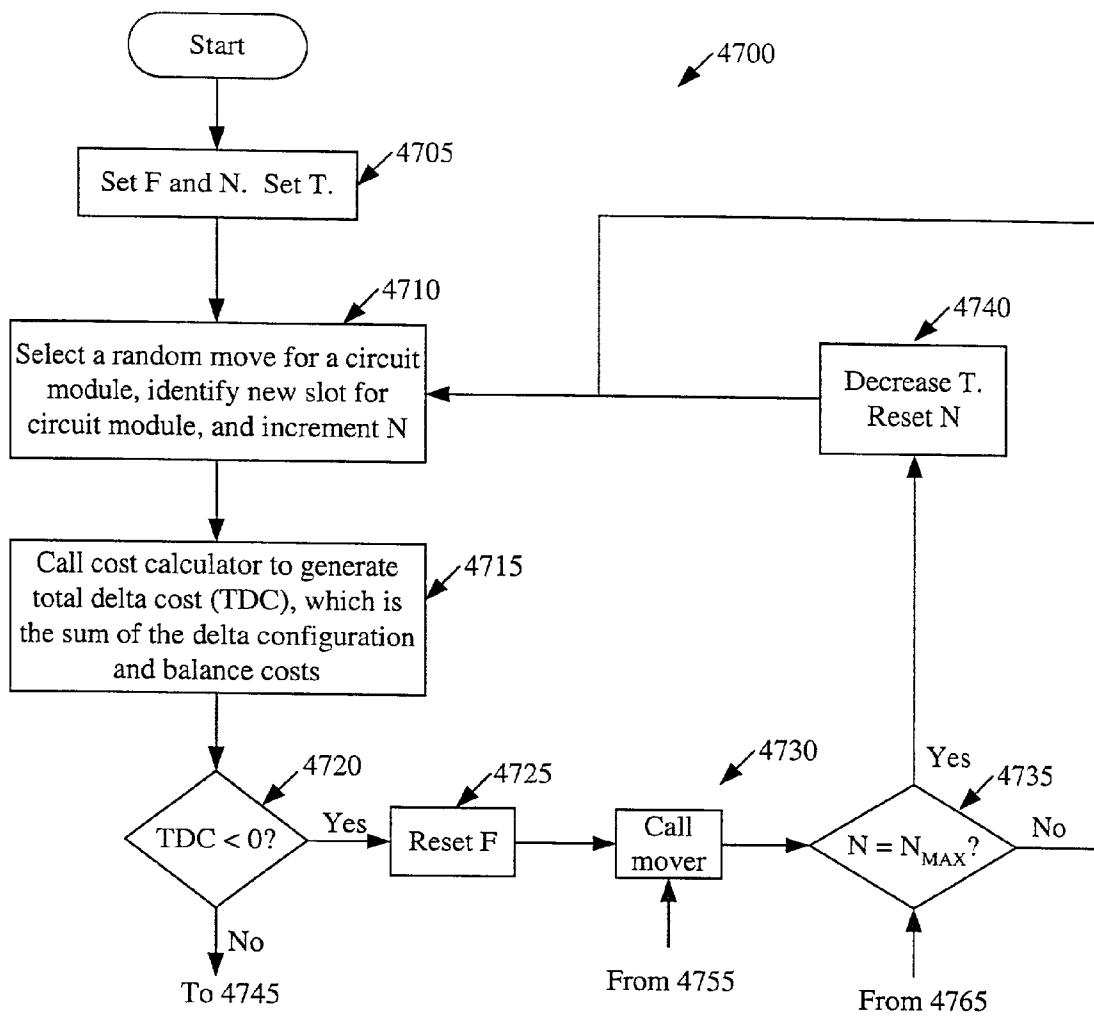 Start
4700
4705
Set F and N. Set T.
4710
Select a random move for a circuit
module, identify new slot for
circuit module, and increment N
4740
Decrease T.
Reset N
Call cost calculator to generate
total delta cost (TDC), which is
the sum of the delta configuration
and balance costs
4715
4720
TDC < 0?
Yes
No
To 4745
4725
Reset F
4730
Call
mover
From 4755
Yes
4735
N = N_MAX?
No
From 4765